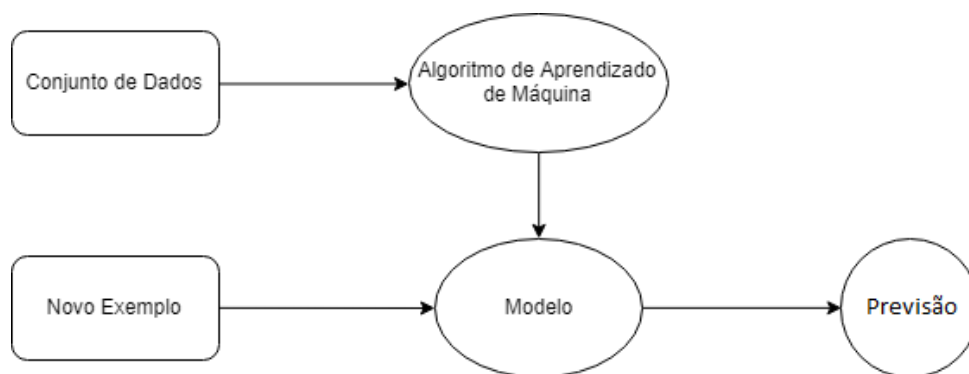 Conjunto de Dados
Algoritmo de Aprendizado
de Máquina
Novo Exemplo
Modelo
Previsão